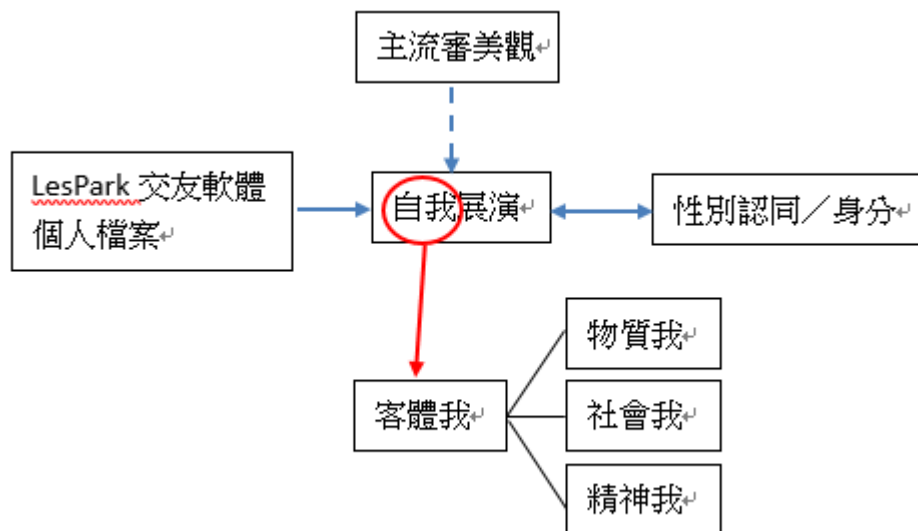 主流審美觀
LesPark 交友軟體
個人檔案
自我展演
性別認同／身分
物質我
客體我
社會我
精神我